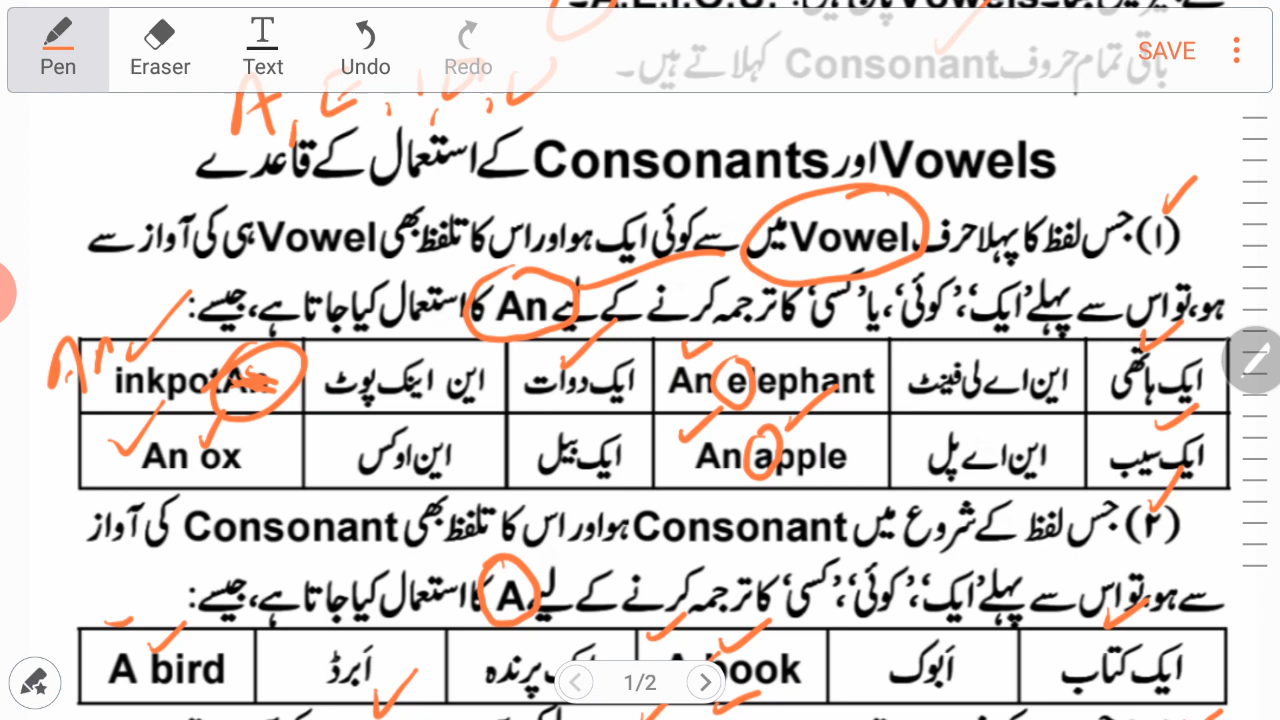 Pen Eraser Text Undo Redo SAVE
باقی تمام حروف Consonant کہلاتے ہیں۔
A, E, I, O, U
Vowels اور Consonants کے استعمال کے قاعدے
(۱) جس لفظ کا پہلا حرف Vowel میں سے کوئی ایک ہو اور اس کا تلفظ بھی Vowel ہی کی آواز سے
ہو، تو اس سے پہلے ’ایک‘، ’کوئی‘، یا ’کسی‘ کا ترجمہ کرنے کے لیے An کا استعمال کیا جاتا ہے، جیسے:
ایک ہاتھی این اے لی فینٹ An elephant ایک دوات این اینک پوٹ inkpot An An
ایک سیب این اے پل An apple ایک بیل این اوکس An ox
(۲) جس لفظ کے شروع میں Consonant ہو اور اس کا تلفظ بھی Consonant کی آواز
سے ہو، تو اس سے پہلے ’ایک‘، ’کوئی‘، ’کسی‘ کا ترجمہ کرنے کے لیے A کا استعمال کیا جاتا ہے، جیسے:
ایک کتاب اَبوک A book پرندہ اَبرڈ A bird
1/2